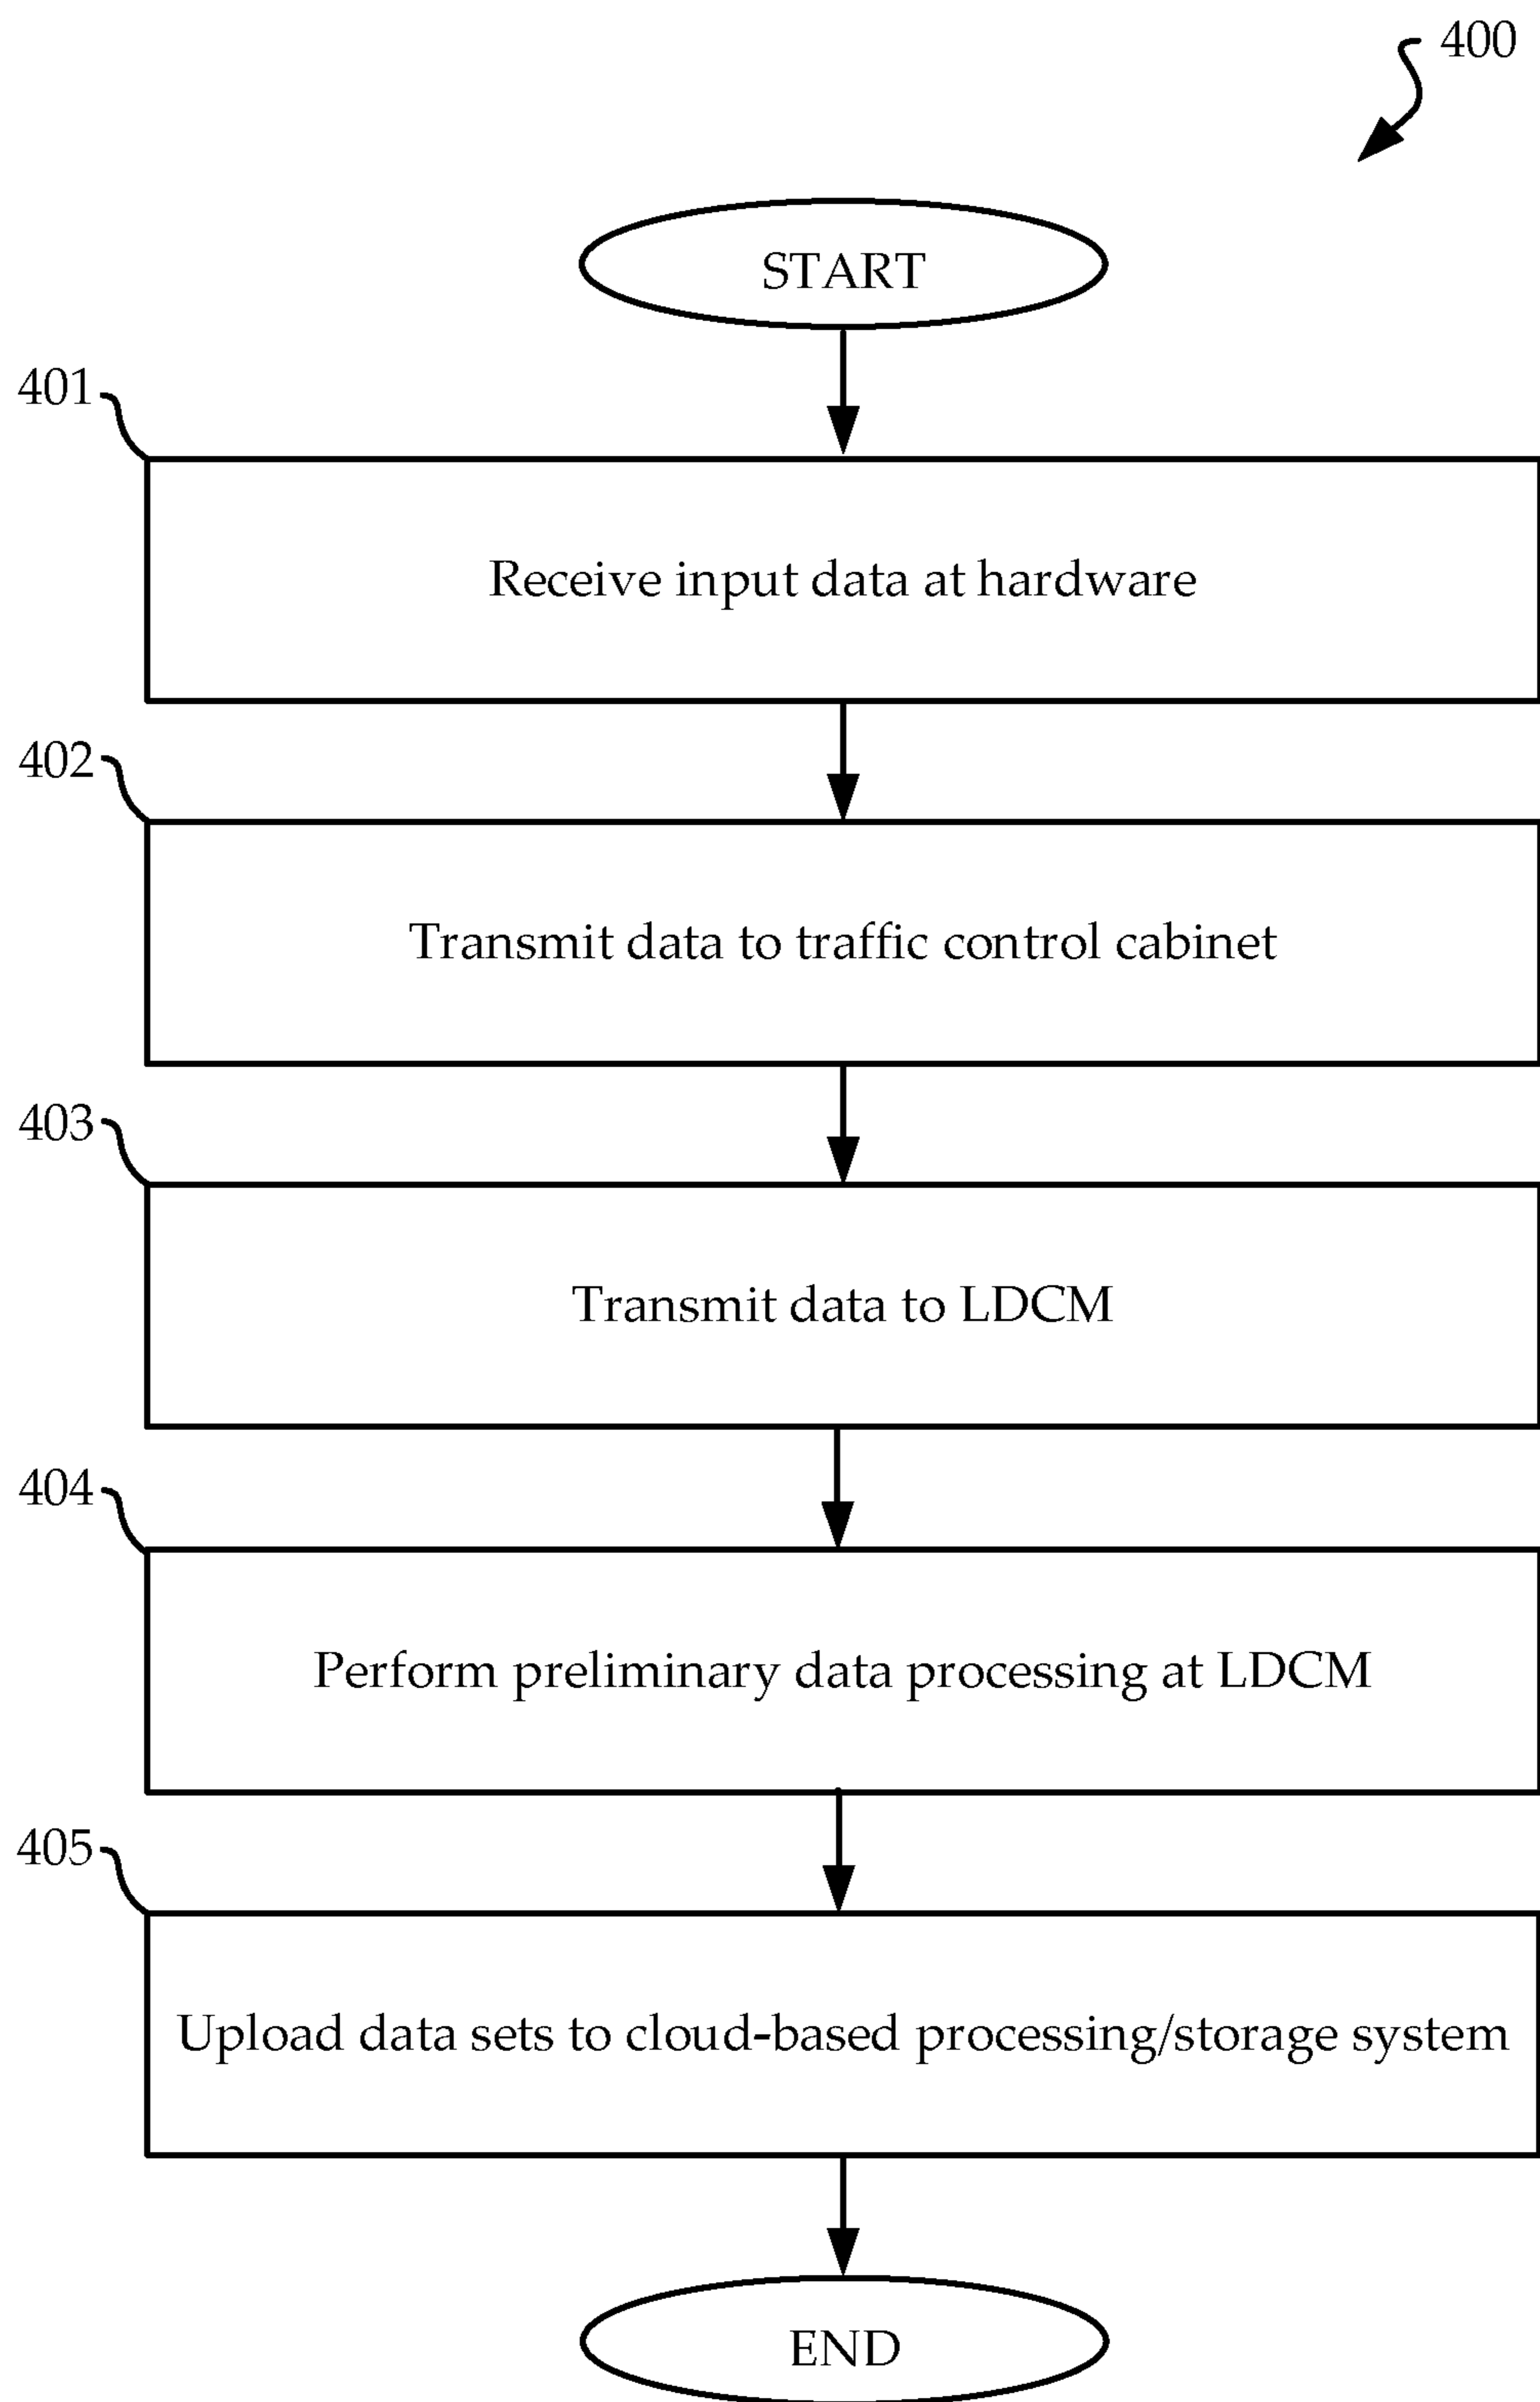 400
START
401
Receive input data at hardware
402
Transmit data to traffic control cabinet
403
Transmit data to LDCM
404
Perform preliminary data processing at LDCM
405
Upload data sets to cloud-based processing/storage system
END